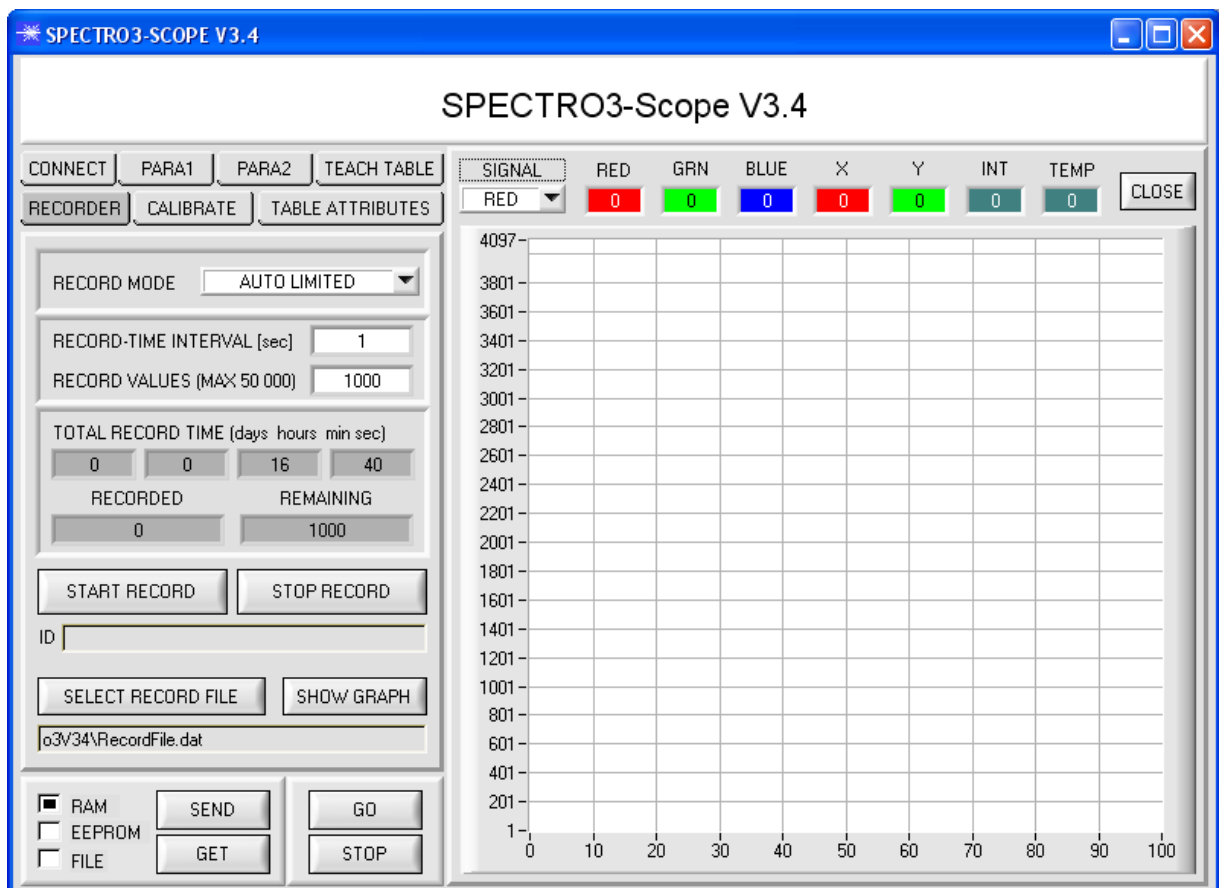 SPECTRO3-SCOPE V3.4
SPECTRO3-Scope V3.4
CONNECT PARA1 PARA2 TEACH TABLE
RECORDER CALIBRATE TABLE ATTRIBUTES
RECORD MODE AUTO LIMITED
RECORD-TIME INTERVAL [sec] 1
RECORD VALUES (MAX 50 000) 1000
TOTAL RECORD TIME (days hours min sec)
0 0 16 40
RECORDED REMAINING
0 1000
START RECORD STOP RECORD
ID
SELECT RECORD FILE SHOW GRAPH
o3V34\RecordFile.dat
RAM
EEPROM
FILE
SEND
GET
GO
STOP
SIGNAL RED GRN BLUE X Y INT TEMP
RED 0 0 0 0 0 0 0
CLOSE
4097
3801
3601
3401
3201
3001
2801
2601
2401
2201
2001
1801
1601
1401
1201
1001
801
601
401
201
1
0 10 20 30 40 50 60 70 80 90 100